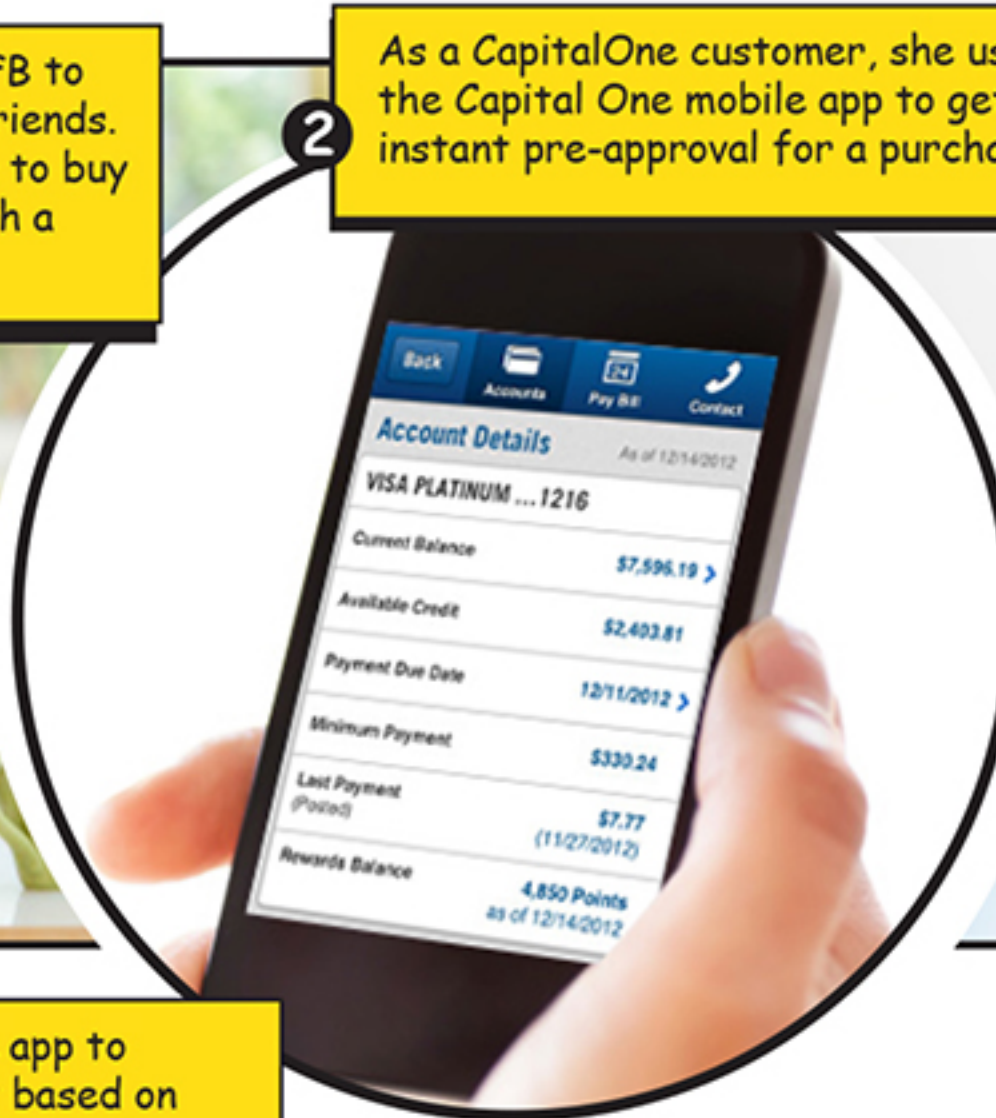 fB to
riends.
to buy
h a
2
As a CapitalOne customer, she us
the Capital One mobile app to get
instant pre-approval for a purcha
Back
Accounts
24
Pay Bill
Contact
Account Details
As of 12/14/2012
VISA PLATINUM ...1216
Current Balance
$7,596.19 >
Available Credit
$2,403.81
Payment Due Date
12/11/2012 >
Minimum Payment
$330.24
Last Payment
(Posted)
$7.77
(11/27/2012)
Rewards Balance
4,850 Points
as of 12/14/2012
app to
based on